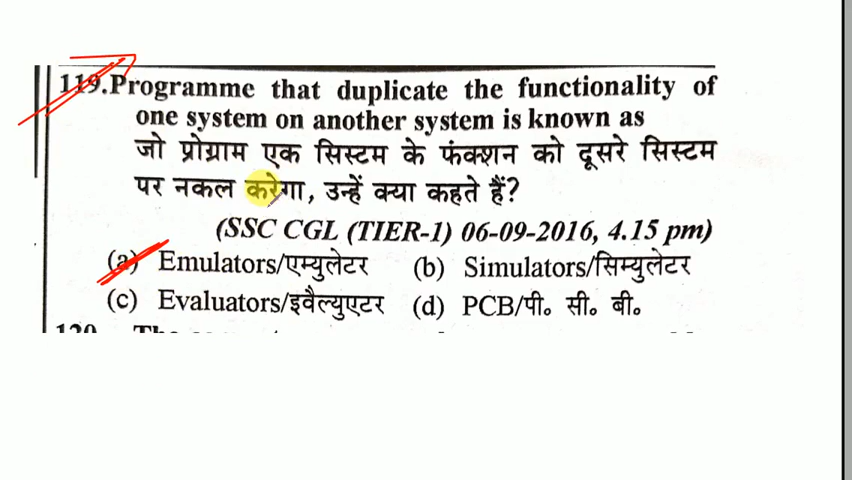 119.Programme that duplicate the functionality of
one system on another system is known as
जो प्रोग्राम एक सिस्टम के फंक्शन को दूसरे सिस्टम
पर नकल करेगा, उन्हें क्या कहते हैं?
(SSC CGL (TIER-1) 06-09-2016, 4.15 pm)
(a) Emulators/एम्युलेटर (b) Simulators/सिम्युलेटर
(c) Evaluators/इवैल्युएटर (d) PCB/पी. सी. बी.